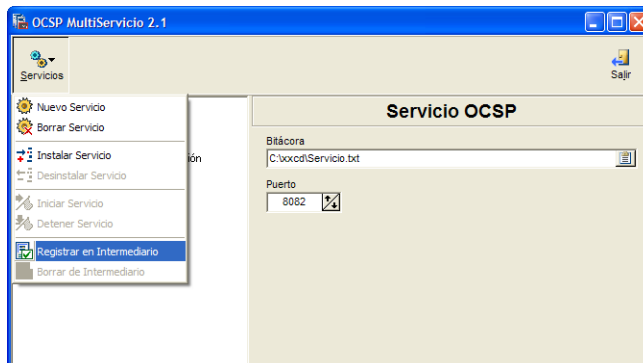 OCSP MultiServicio 2.1
Servicios
Salir
Nuevo Servicio
Borrar Servicio
Instalar Servicio
Desinstalar Servicio
Iniciar Servicio
Detener Servicio
Registrar en Intermediario
Borrar de Intermediario
ión
Servicio OCSP
Bitácora
C:\xxcd\Servicio.txt
Puerto
8082